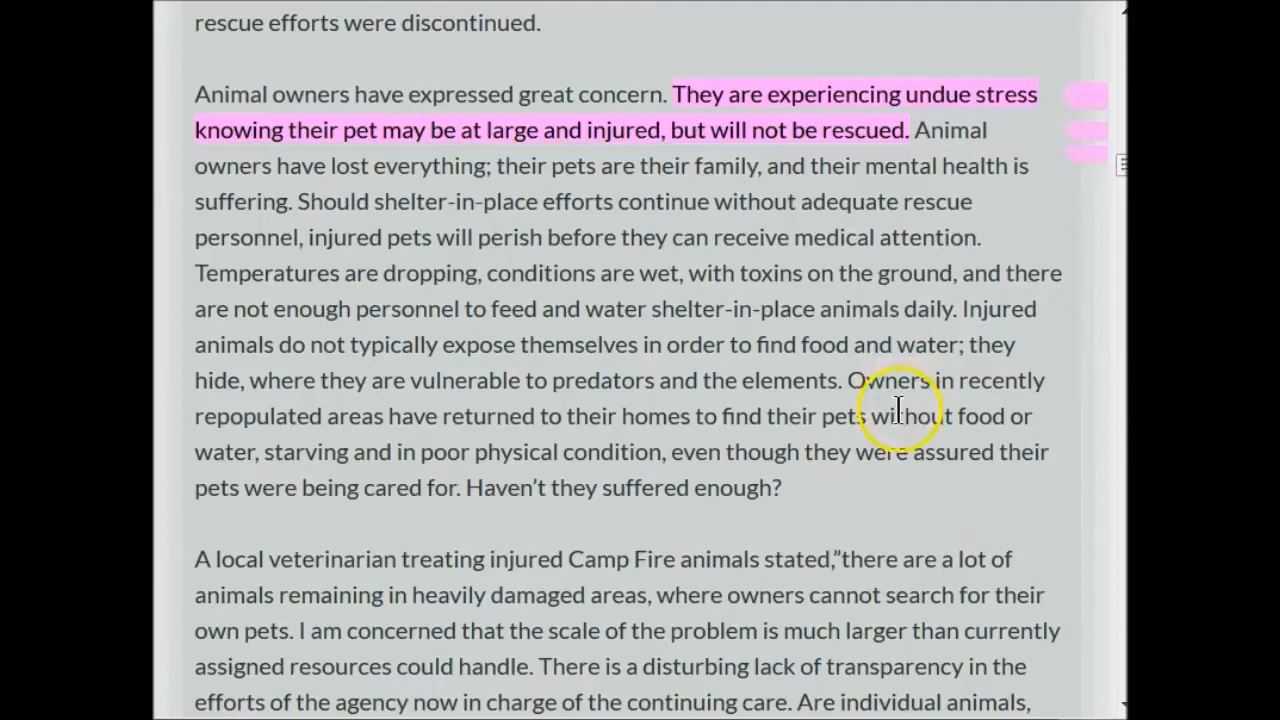 rescue efforts were discontinued.
Animal owners have expressed great concern. They are experiencing undue stress
knowing their pet may be at large and injured, but will not be rescued. Animal
owners have lost everything; their pets are their family, and their mental health is
suffering. Should shelter-in-place efforts continue without adequate rescue
personnel, injured pets will perish before they can receive medical attention.
Temperatures are dropping, conditions are wet, with toxins on the ground, and there
are not enough personnel to feed and water shelter-in-place animals daily. Injured
animals do not typically expose themselves in order to find food and water; they
hide, where they are vulnerable to predators and the elements. Owners in recently
repopulated areas have returned to their homes to find their pets without food or
water, starving and in poor physical condition, even though they were assured their
pets were being cared for. Haven’t they suffered enough?
A local veterinarian treating injured Camp Fire animals stated,”there are a lot of
animals remaining in heavily damaged areas, where owners cannot search for their
own pets. I am concerned that the scale of the problem is much larger than currently
assigned resources could handle. There is a disturbing lack of transparency in the
efforts of the agency now in charge of the continuing care. Are individual animals,